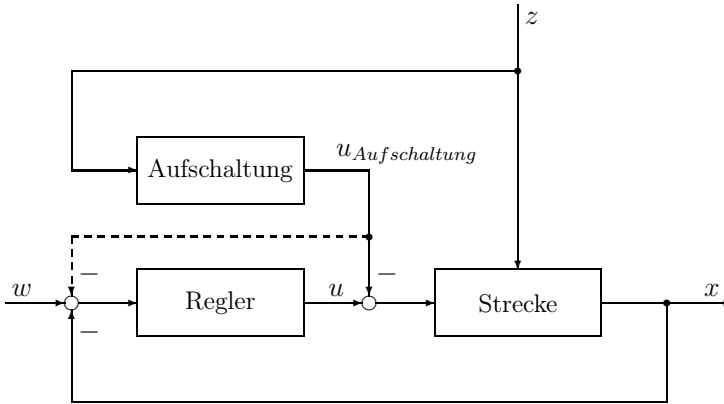 z
Aufschaltung
u_{Aufschaltung}
−
−
w
Regler
u
Strecke
x
−